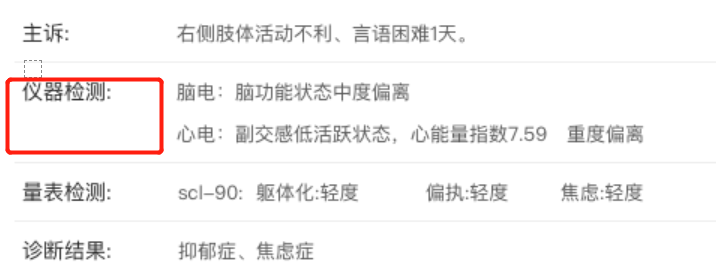 主诉: 右侧肢体活动不利、言语困难1天。
仪器检测: 脑电：脑功能状态中度偏离
心电：副交感低活跃状态，心能量指数7.59 重度偏离
量表检测: scl-90: 躯体化:轻度 偏执:轻度 焦虑:轻度
诊断结果: 抑郁症、焦虑症